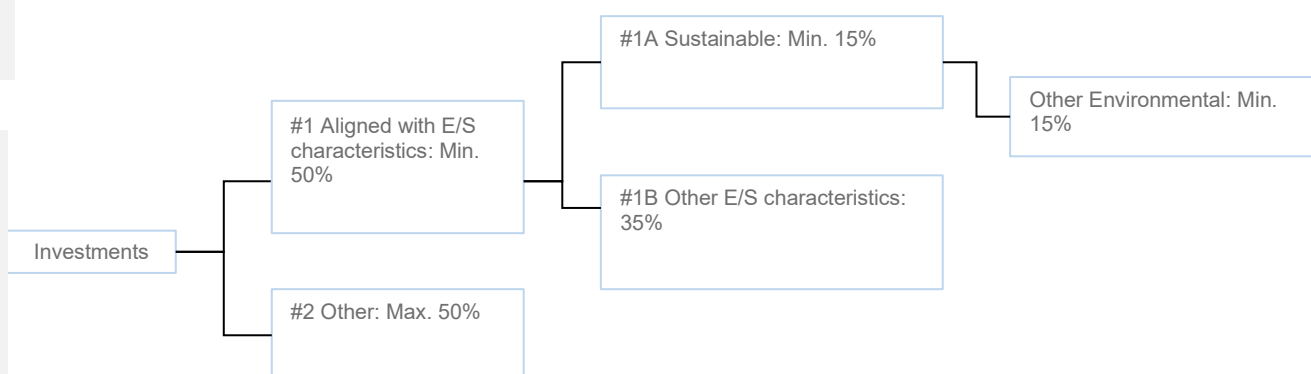 #1A Sustainable: Min. 15%
Other Environmental: Min.
15%
#1 Aligned with E/S
characteristics: Min.
50%
#1B Other E/S characteristics:
35%
Investments
#2 Other: Max. 50%